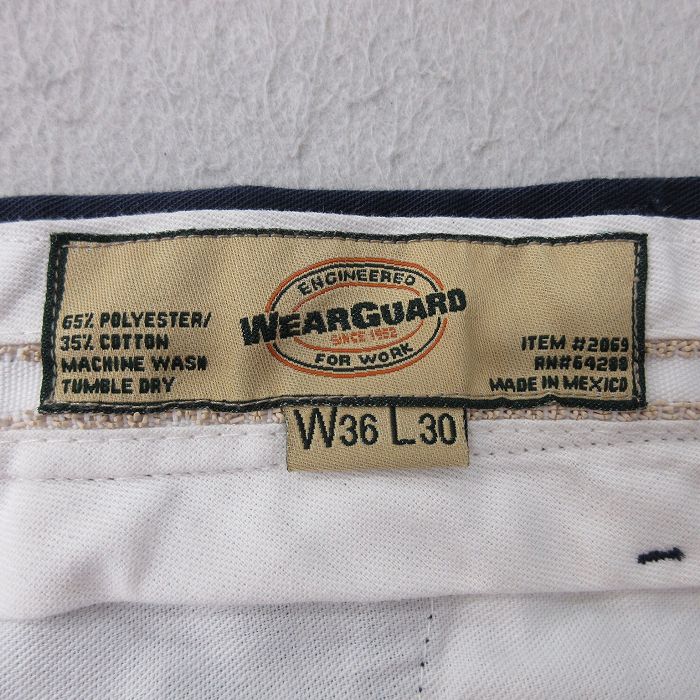 65% POLYESTER/
35% COTTON
MACHINE WASH
TUMBLE DRY
ENGINEERED
WEARGUARD
SINCE 1952
FOR WORK
ITEM #2069
RN#64288
MADE IN MEXICO
W36 L30